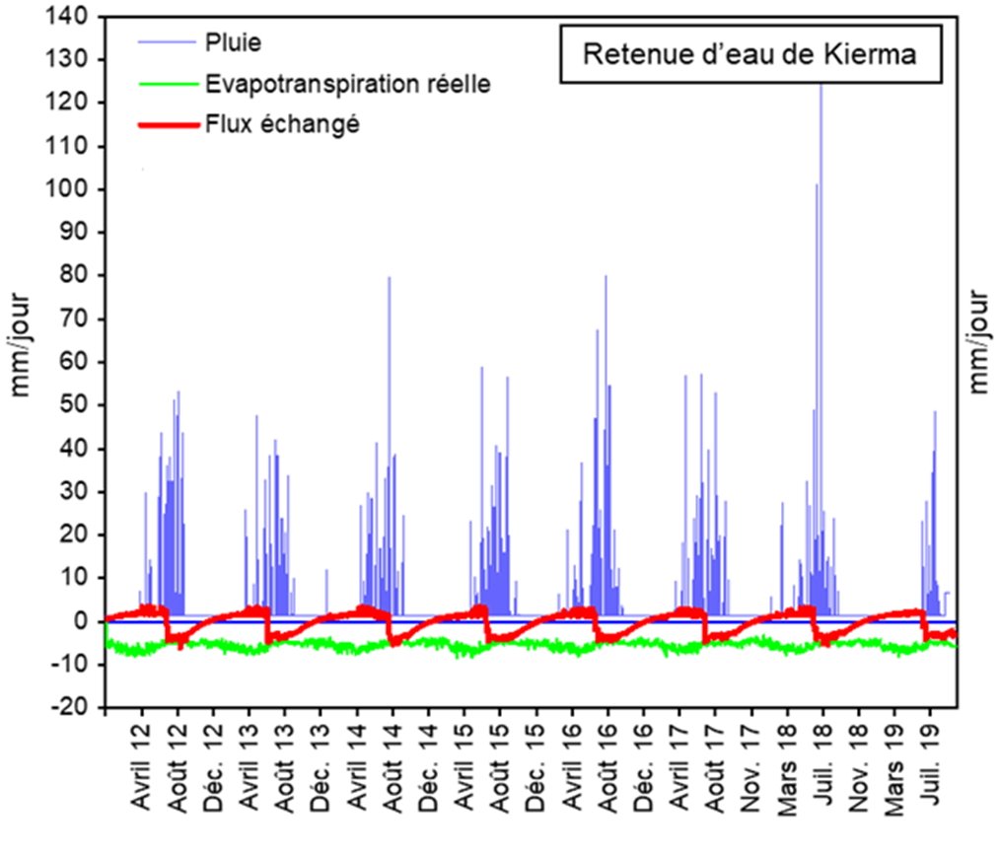 Retenue d'eau de Kierma
Pluie
Evapotranspiration réelle
Flux échangé
mm/jour
140
130
120
110
100
90
80
70
60
50
40
30
20
10
0
-10
-20
mm/jour
Avril 12
Août 12
Déc. 12
Avril 13
Août 13
Déc. 13
Avril 14
Août 14
Déc. 14
Avril 15
Août 15
Déc. 15
Avril 16
Août 16
Déc. 16
Avril 17
Août 17
Nov. 17
Mars 18
Juil. 18
Nov. 18
Mars 19
Juil. 19